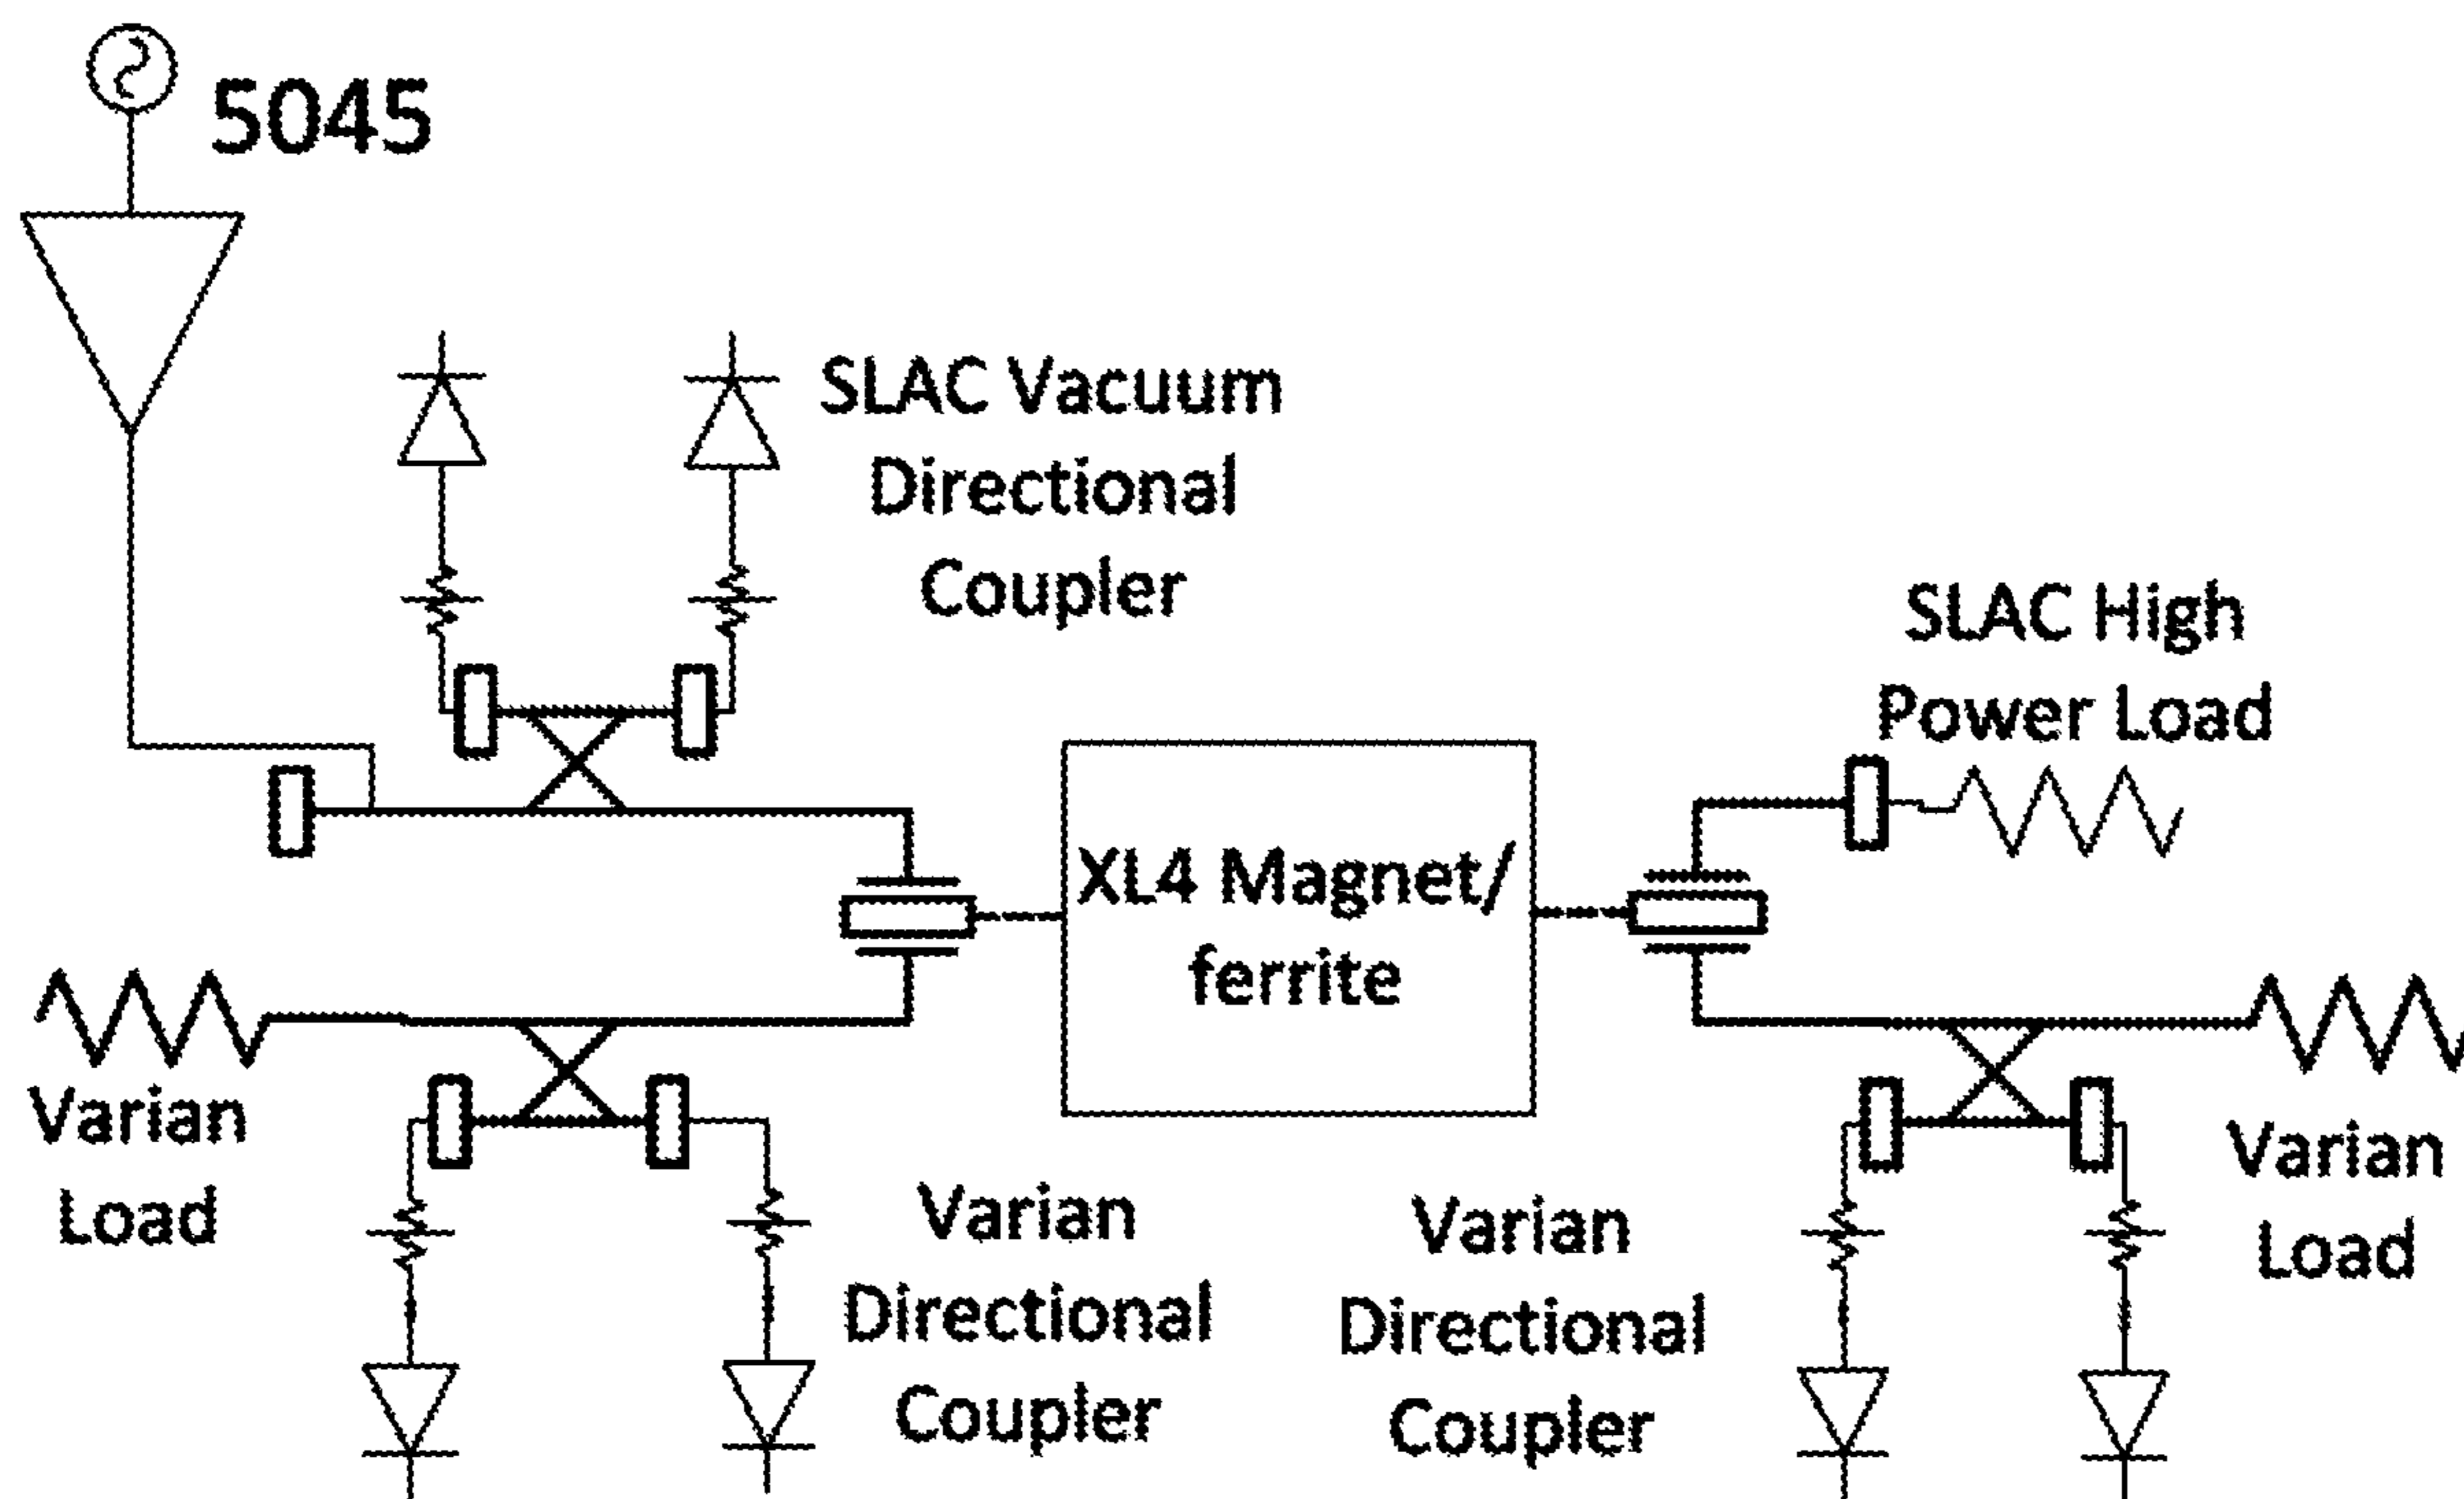 5045
SLAC Vacuum
Directional
Coupler
SLAC High
Power Load
XL4 Magnet/
ferrite
Varian
Load
Varian
Directional
Coupler
Varian
Directional
Coupler
Varian
Load